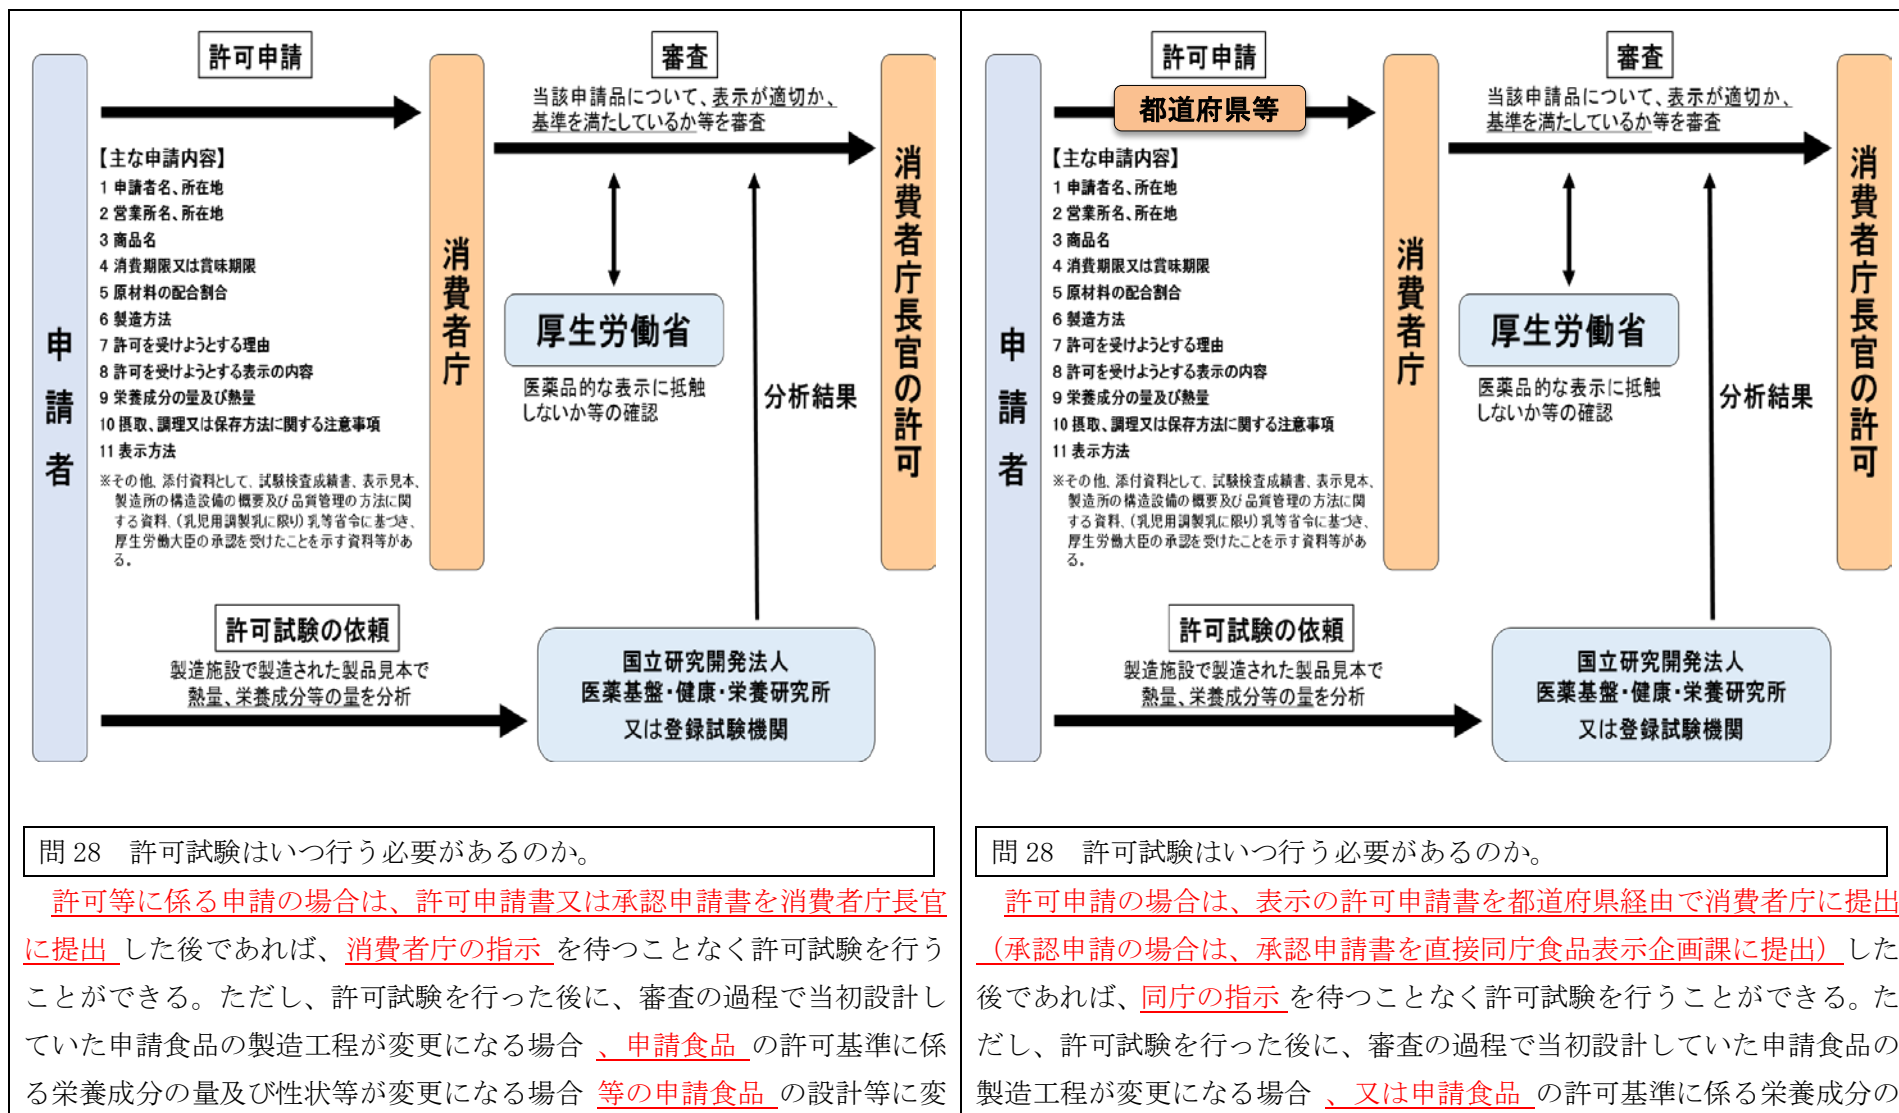 許可申請
審査
当該申請品について、表示が適切か、
基準を満たしているか等を審査
【主な申請内容】
1 申請者名、所在地
2 営業所名、所在地
3 商品名
4 消費期限又は賞味期限
5 原材料の配合割合
6 製造方法
7 許可を受けようとする理由
8 許可を受けようとする表示の内容
9 栄養成分の量及び熱量
10 摂取、調理又は保存方法に関する注意事項
11 表示方法
※その他、添付資料として、試験検査成績書、表示見本、
製造所の構造設備の概要及び品質管理の方法に関
する資料、(乳児用調製乳に限り)乳等省令に基づき、
厚生労働大臣の承認を受けたことを示す資料等があ
る。
申請者
消費者庁
厚生労働省
医薬品的な表示に抵触
しないか等の確認
分析結果
消費者庁長官の許可
許可試験の依頼
製造施設で製造された製品見本で
熱量、栄養成分等の量を分析
国立研究開発法人
医薬基盤・健康・栄養研究所
又は登録試験機関
問 28　許可試験はいつ行う必要があるのか。
許可等に係る申請の場合は、許可申請書又は承認申請書を消費者庁長官
に提出した後であれば、消費者庁の指示を待つことなく許可試験を行う
ことができる。ただし、許可試験を行った後に、審査の過程で当初設計し
ていた申請食品の製造工程が変更になる場合、申請食品の許可基準に係
る栄養成分の量及び性状等が変更になる場合等の申請食品の設計等に変
許可申請
都道府県等
審査
当該申請品について、表示が適切か、
基準を満たしているか等を審査
【主な申請内容】
1 申請者名、所在地
2 営業所名、所在地
3 商品名
4 消費期限又は賞味期限
5 原材料の配合割合
6 製造方法
7 許可を受けようとする理由
8 許可を受けようとする表示の内容
9 栄養成分の量及び熱量
10 摂取、調理又は保存方法に関する注意事項
11 表示方法
※その他、添付資料として、試験検査成績書、表示見本、
製造所の構造設備の概要及び品質管理の方法に関
する資料、(乳児用調製乳に限り)乳等省令に基づき、
厚生労働大臣の承認を受けたことを示す資料等があ
る。
申請者
消費者庁
厚生労働省
医薬品的な表示に抵触
しないか等の確認
分析結果
消費者庁長官の許可
許可試験の依頼
製造施設で製造された製品見本で
熱量、栄養成分等の量を分析
国立研究開発法人
医薬基盤・健康・栄養研究所
又は登録試験機関
問 28　許可試験はいつ行う必要があるのか。
許可申請の場合は、表示の許可申請書を都道府県経由で消費者庁に提出
（承認申請の場合は、承認申請書を直接同庁食品表示企画課に提出）した
後であれば、同庁の指示を待つことなく許可試験を行うことができる。た
だし、許可試験を行った後に、審査の過程で当初設計していた申請食品の
製造工程が変更になる場合、又は申請食品の許可基準に係る栄養成分の